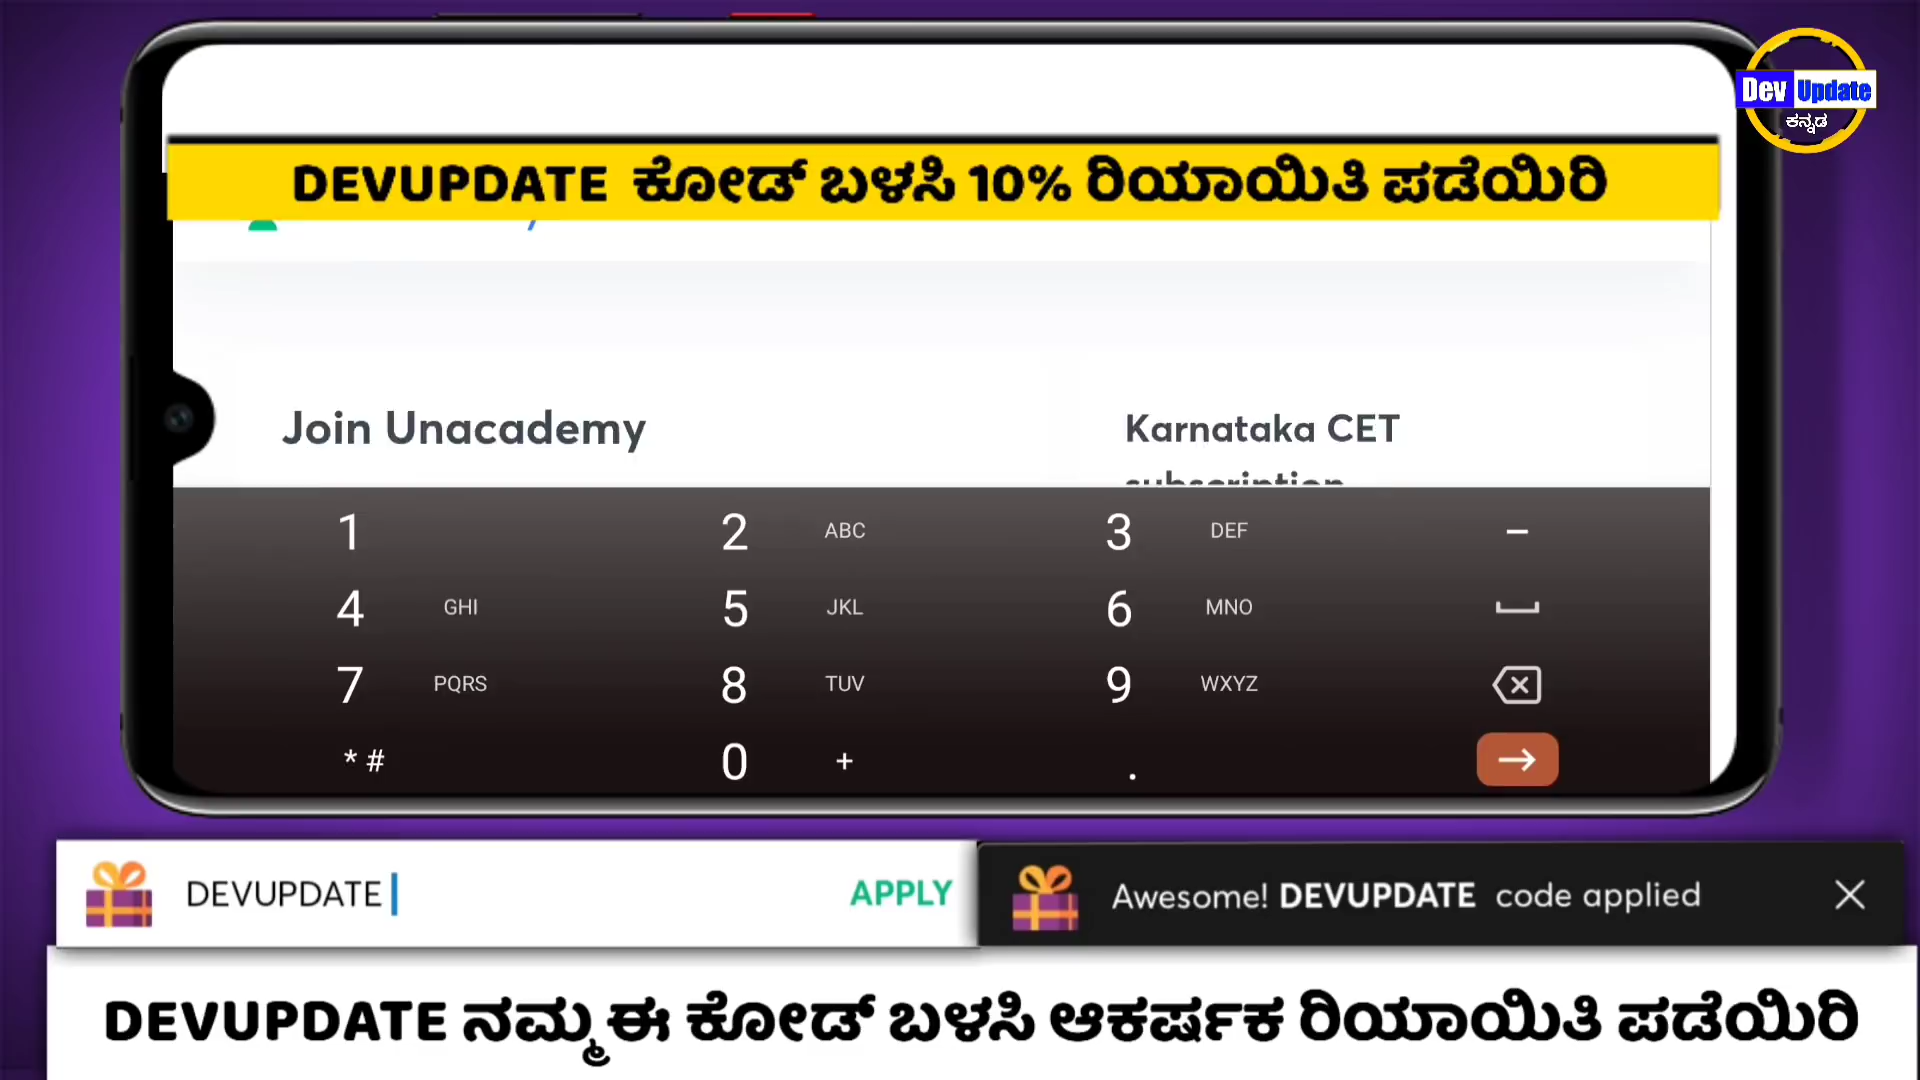 Dev Update
ಕನ್ನಡ
DEVUPDATE ಕೋಡ್ ಬಳಸಿ 10% ರಿಯಾಯಿತಿ ಪಡೆಯಿರಿ
Join Unacademy
Karnataka CET
subscription
1 2 ABC 3 DEF -
4 GHI 5 JKL 6 MNO
7 PQRS 8 TUV 9 WXYZ
* # 0 + .
DEVUPDATE APPLY
Awesome! DEVUPDATE code applied
DEVUPDATE ನಮ್ಮ ಈ ಕೋಡ್ ಬಳಸಿ ಆಕರ್ಷಕ ರಿಯಾಯಿತಿ ಪಡೆಯಿರಿ